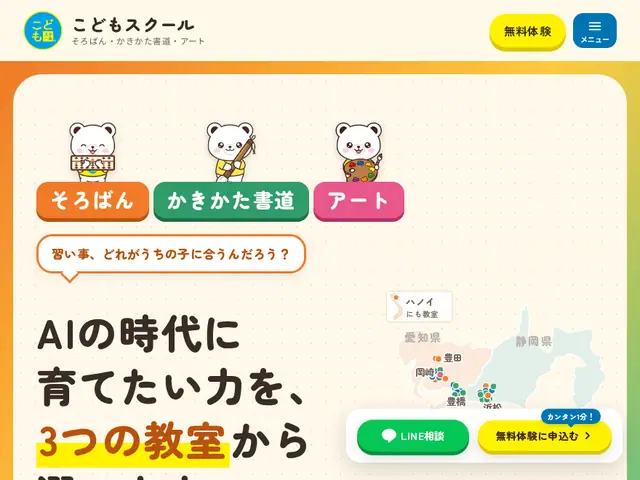 こど
も
こどもスクール
そろばん・かきかた書道・アート
無料体験
メニュー
そろばん
かきかた書道
アート
習い事、どれがうちの子に合うんだろう？
ハノイ
にも教室
愛知県
静岡県
豊田
岡崎
豊橋
浜松
AIの時代に
育てたい力を、
3つの教室から
カンタン1分！
LINE相談
無料体験に申込む